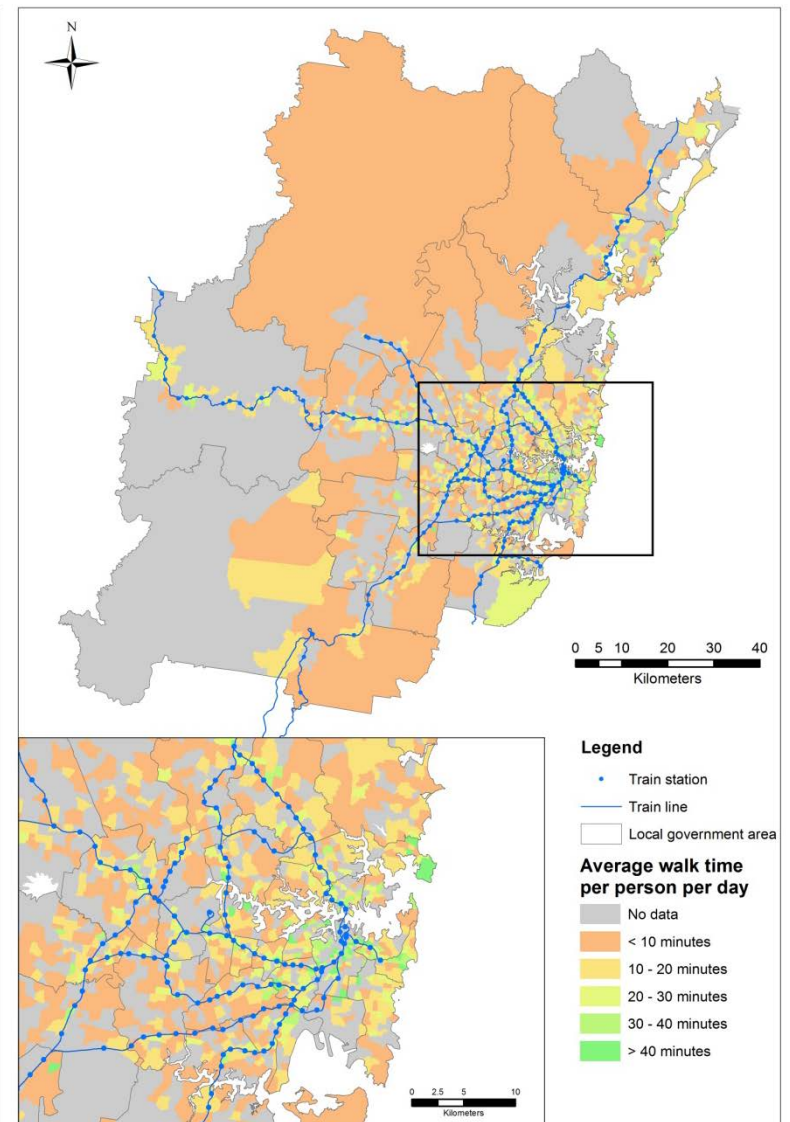 N
0 5 10 20 30 40
Kilometers
Legend
Train station
Train line
Local government area
Average walk time
per person per day
No data
< 10 minutes
10 - 20 minutes
20 - 30 minutes
30 - 40 minutes
> 40 minutes
0 2.5 5 10
Kilometers